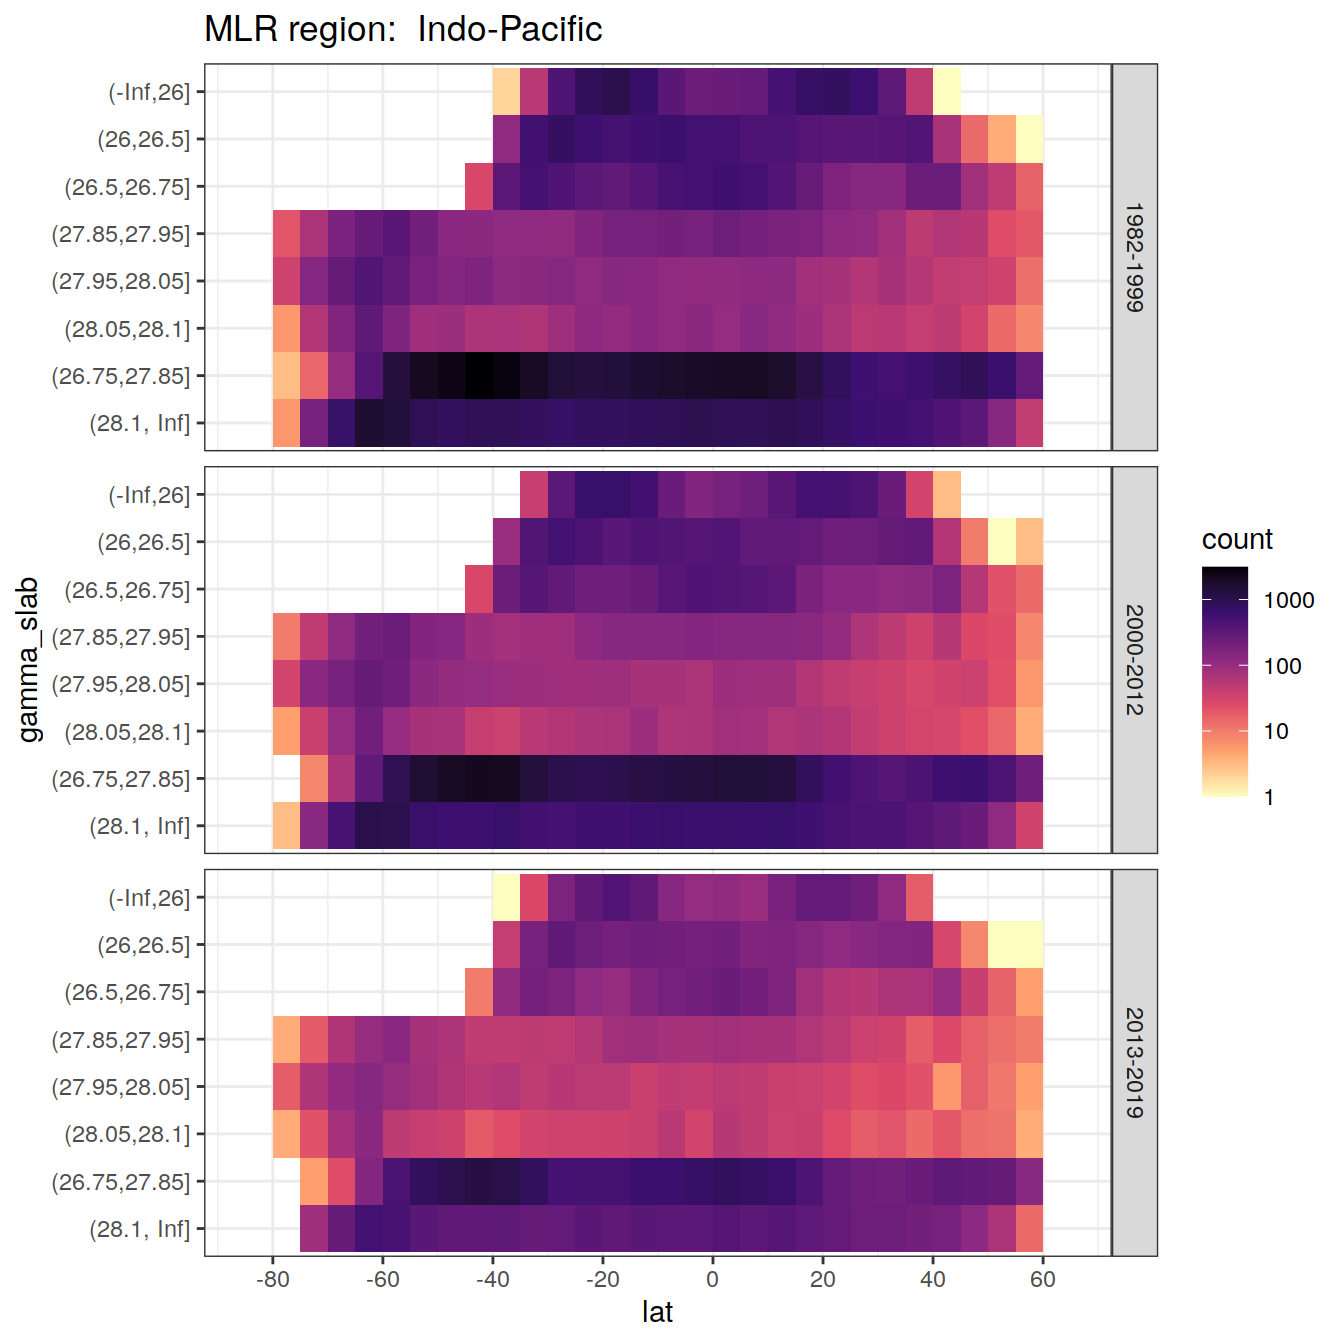 MLR region:  Indo-Pacific
(-Inf,26]
(26,26.5]
(26.5,26.75]
(27.85,27.95]
(27.95,28.05]
(28.05,28.1]
(26.75,27.85]
(28.1, Inf]
1982-1999
(-Inf,26]
(26,26.5]
(26.5,26.75]
(27.85,27.95]
(27.95,28.05]
(28.05,28.1]
(26.75,27.85]
(28.1, Inf]
2000-2012
(-Inf,26]
(26,26.5]
(26.5,26.75]
(27.85,27.95]
(27.95,28.05]
(28.05,28.1]
(26.75,27.85]
(28.1, Inf]
2013-2019
gamma_slab
-80 -60 -40 -20 0 20 40 60
lat
count
1000
100
10
1